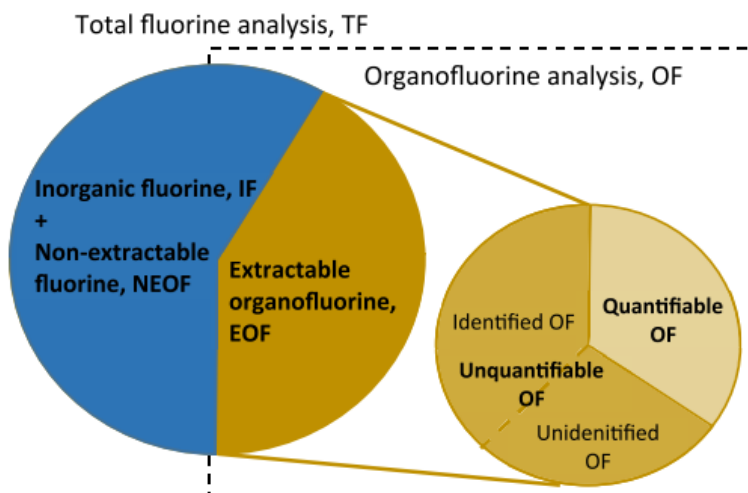 Total fluorine analysis, TF
Organofluorine analysis, OF
Inorganic fluorine, IF
+
Non-extractable
fluorine, NEOF
Extractable
organofluorine,
EOF
Identified OF
Quantifiable
OF
Unquantifiable
OF
Unidenitified
OF